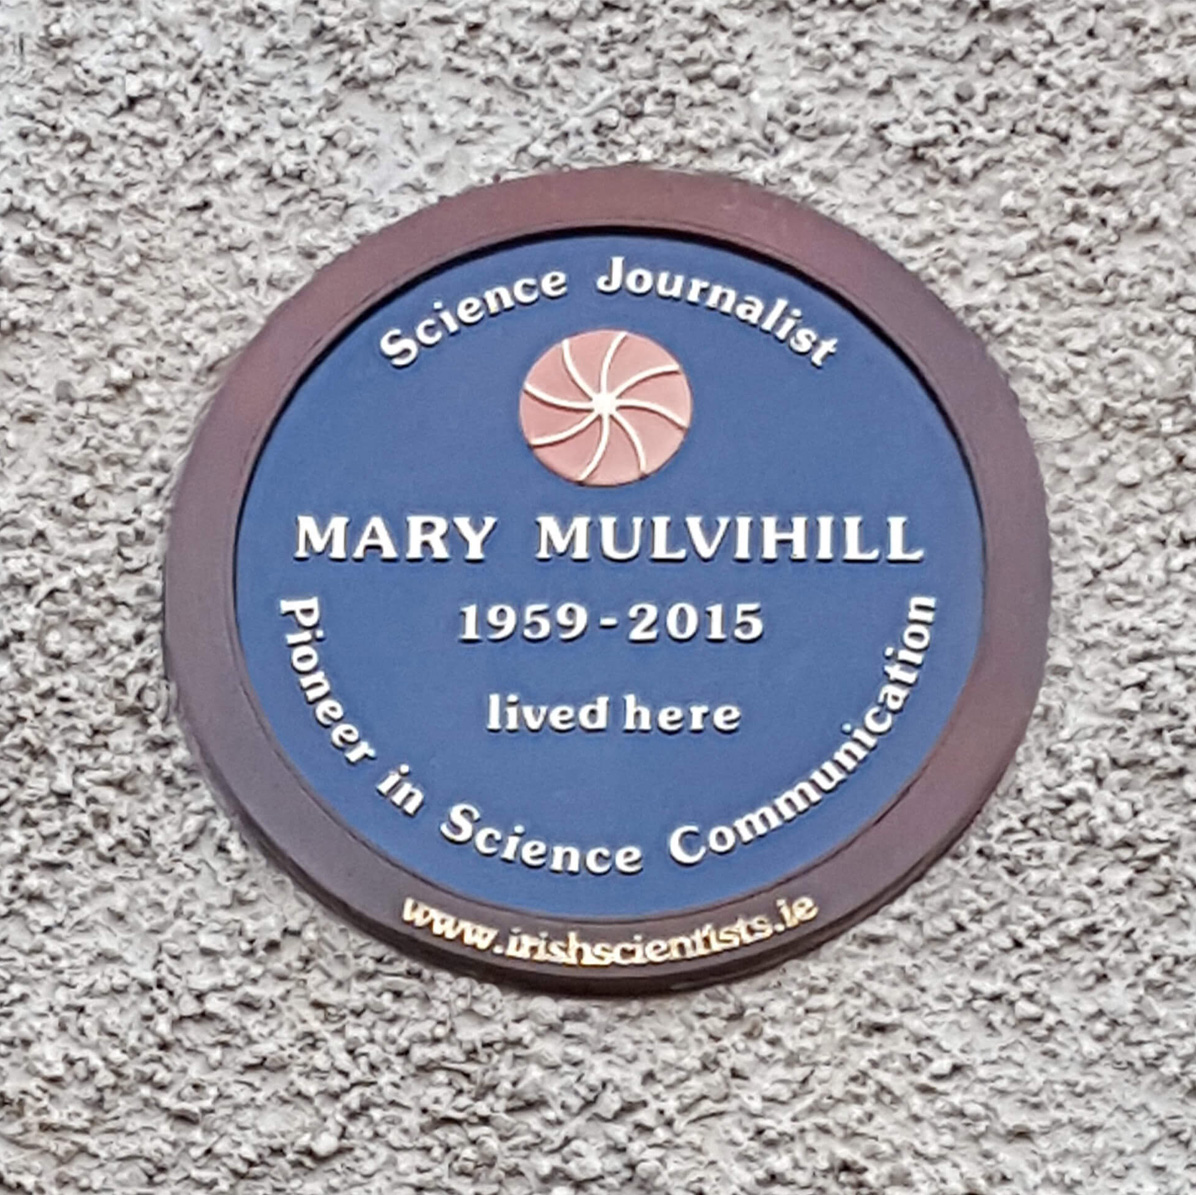 Science Journalist
MARY MULVIHILL
1959-2015
lived here
Pioneer in Science Communication
www.irishscientists.ie